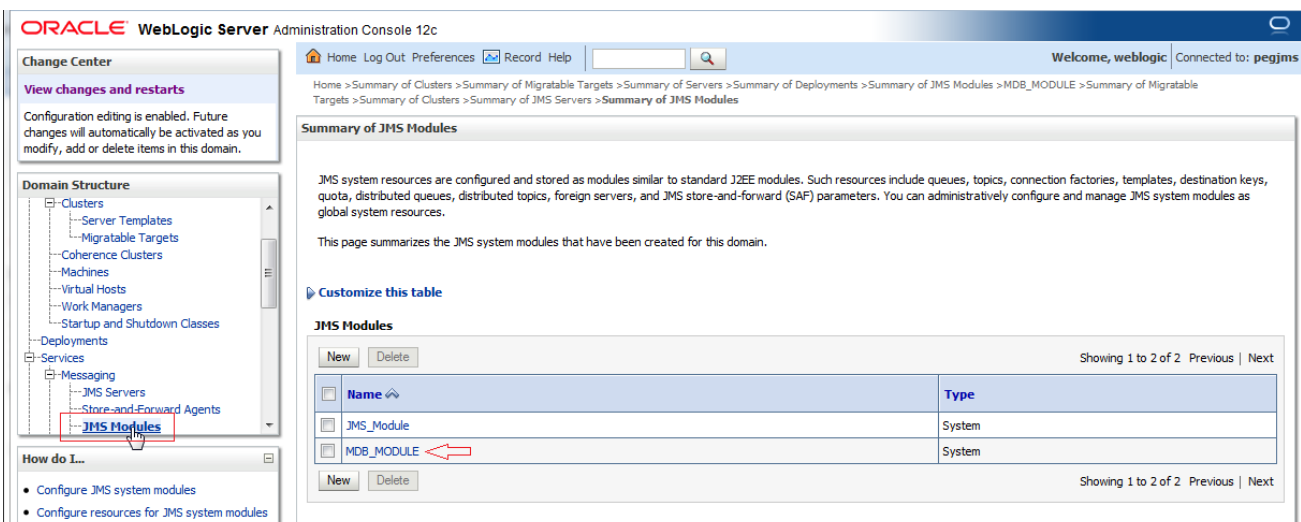 ORACLE WebLogic Server Administration Console 12c
Change Center
View changes and restarts
Configuration editing is enabled. Future
changes will automatically be activated as you
modify, add or delete items in this domain.
Domain Structure
Clusters
Server Templates
Migratable Targets
Coherence Clusters
Machines
Virtual Hosts
Work Managers
Startup and Shutdown Classes
Deployments
Services
Messaging
JMS Servers
Store-and-Forward Agents
JMS Modules
How do I...
Configure JMS system modules
Configure resources for JMS system modules
Home Log Out Preferences Record Help
Welcome, weblogic Connected to: pegjms
Home >Summary of Clusters >Summary of Migratable Targets >Summary of Servers >Summary of Deployments >Summary of JMS Modules >MDB_MODULE >Summary of Migratable
Targets >Summary of Clusters >Summary of JMS Servers >Summary of JMS Modules
Summary of JMS Modules
JMS system resources are configured and stored as modules similar to standard J2EE modules. Such resources include queues, topics, connection factories, templates, destination keys,
quota, distributed queues, distributed topics, foreign servers, and JMS store-and-forward (SAF) parameters. You can administratively configure and manage JMS system modules as
global system resources.
This page summarizes the JMS system modules that have been created for this domain.
Customize this table
JMS Modules
New Delete Showing 1 to 2 of 2 Previous | Next
Name Type
JMS_Module System
MDB_MODULE System
New Delete Showing 1 to 2 of 2 Previous | Next